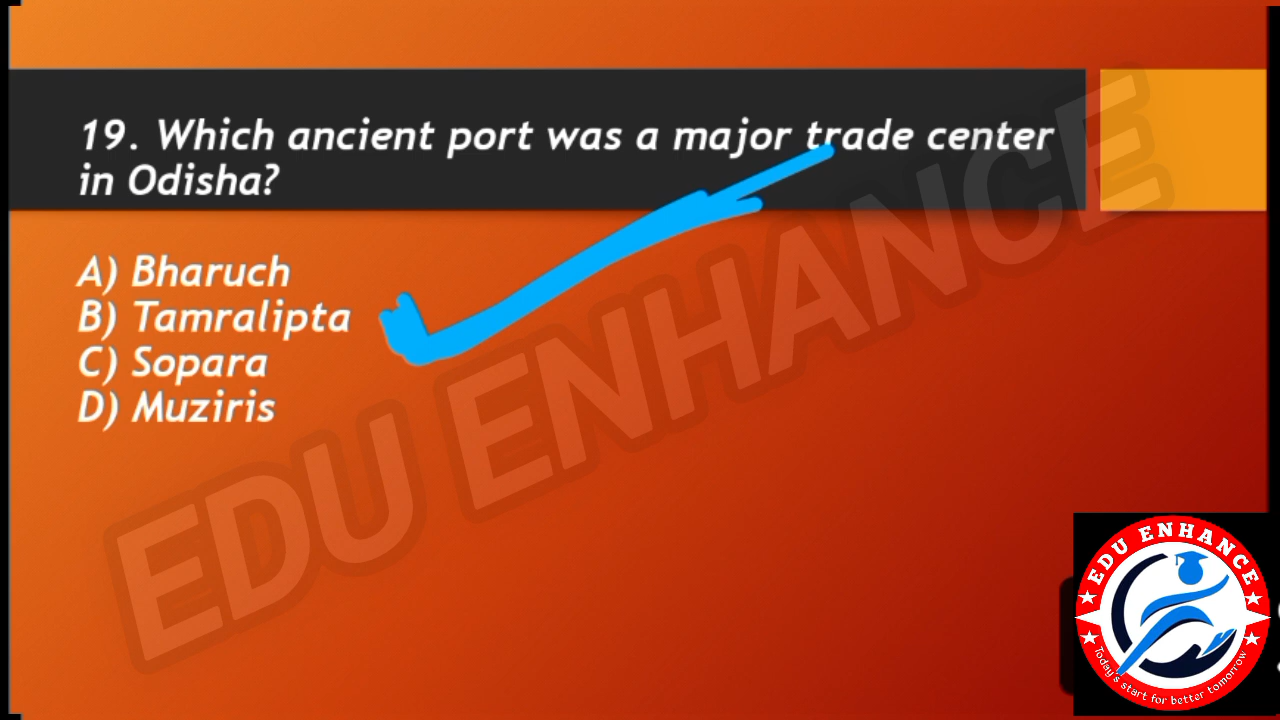 19. Which ancient port was a major trade center
in Odisha?
A) Bharuch
B) Tamralipta
C) Sopara
D) Muziris
EDU ENHANCE
EDU ENHANCE
Today's start for better tomorrow